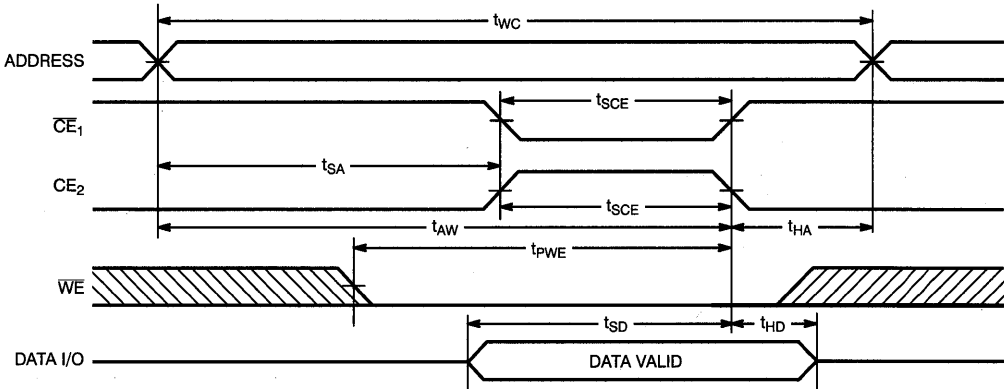 tWC
ADDRESS
tSCE
CE1
tSA
CE2
tSCE
tAW
tHA
tPWE
WE
tSD
tHD
DATA I/O
DATA VALID